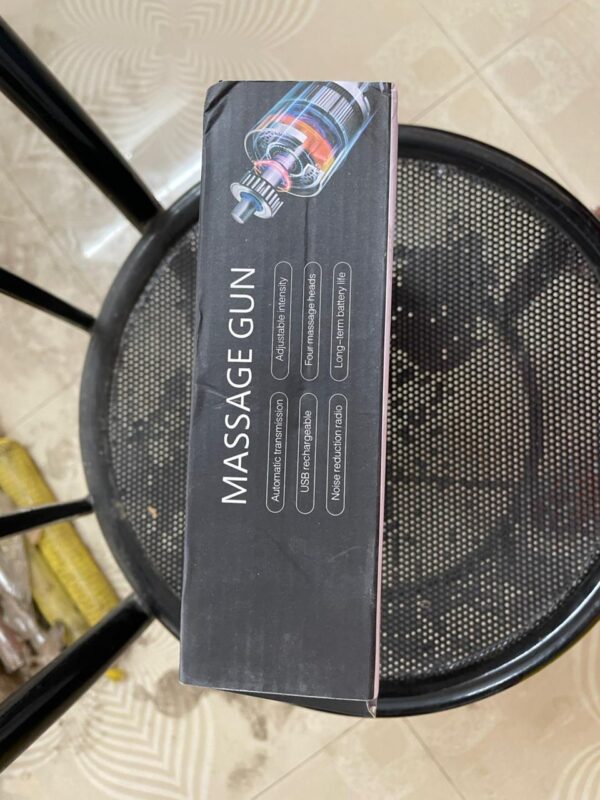 MASSAGE GUN
Automatic transmission
Adjustable intensity
USB rechargeable
Four massage heads
Noise reduction radio
Long-term battery life